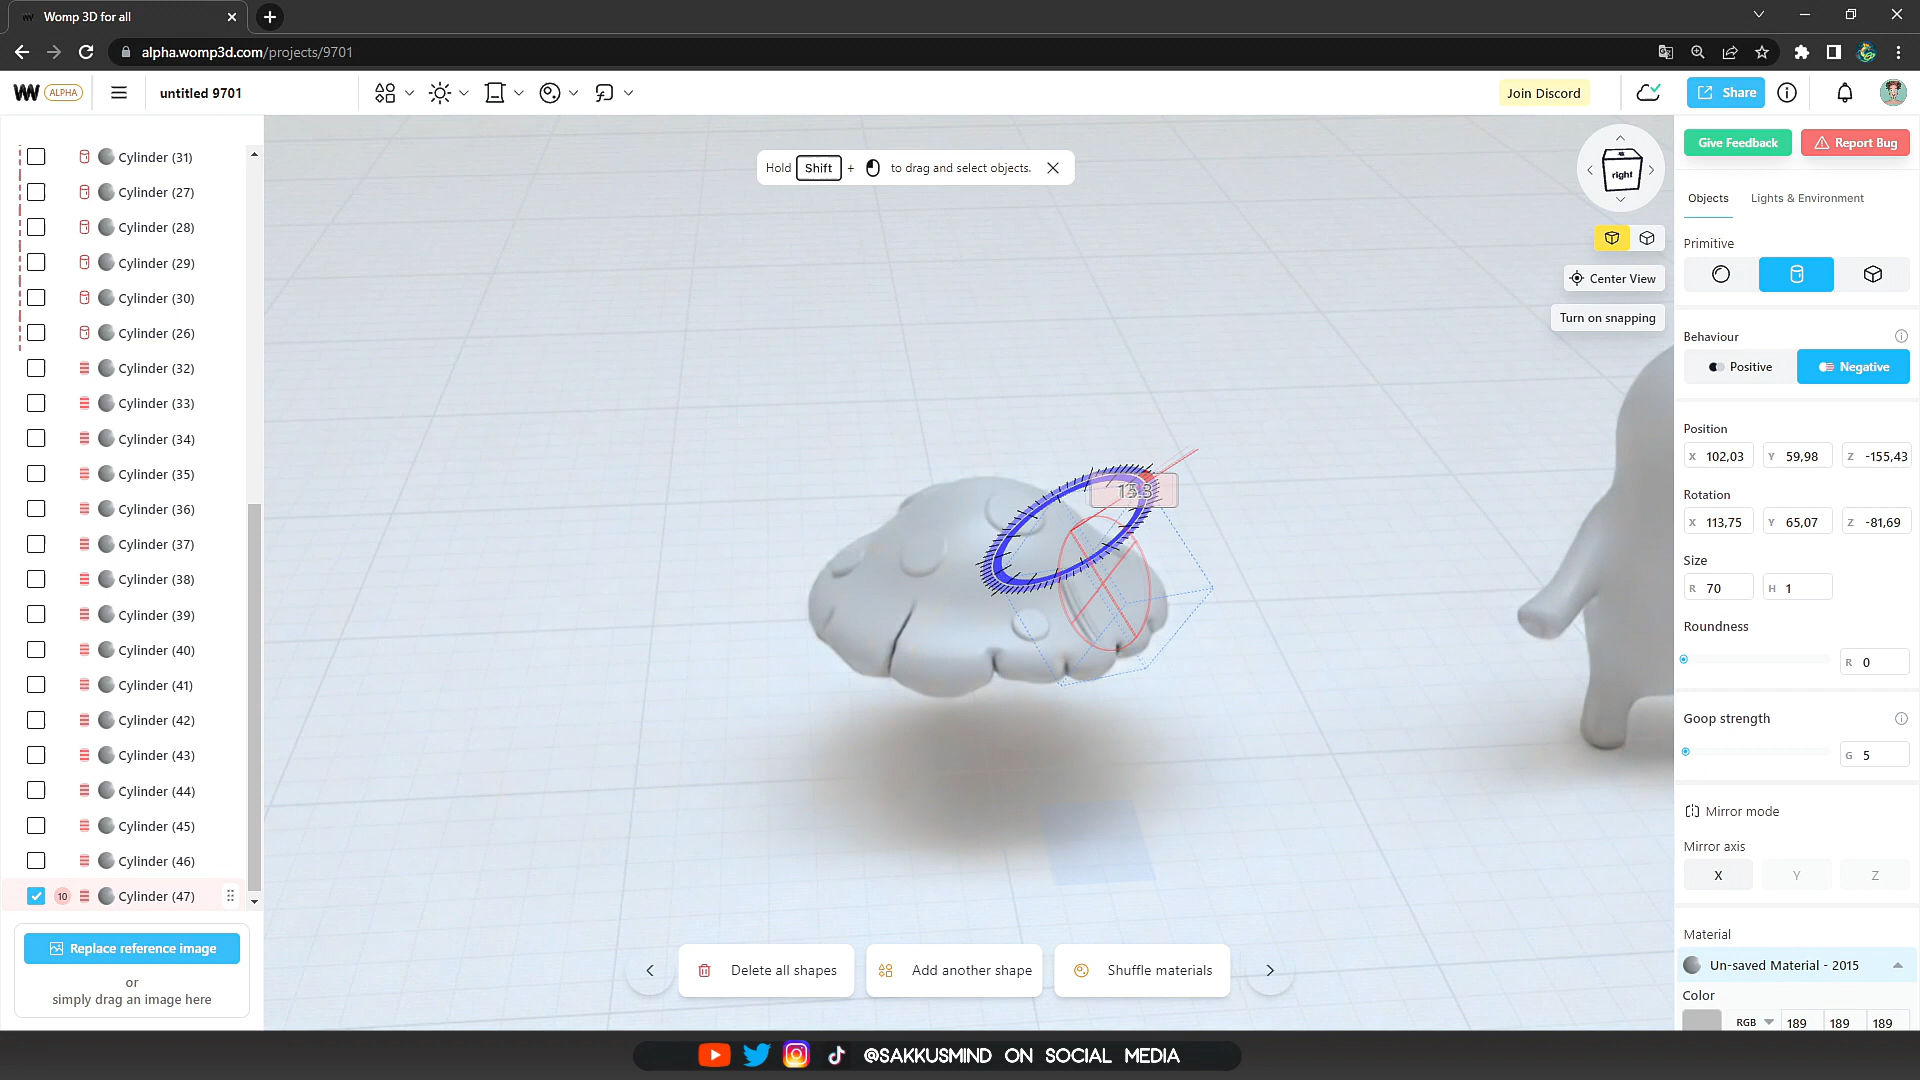 Womp 3D for all
alpha.womp3d.com/projects/9701
ALPHA
untitled 9701
Join Discord
Share
Cylinder (31)
Cylinder (27)
Cylinder (28)
Cylinder (29)
Cylinder (30)
Cylinder (26)
Cylinder (32)
Cylinder (33)
Cylinder (34)
Cylinder (35)
Cylinder (36)
Cylinder (37)
Cylinder (38)
Cylinder (39)
Cylinder (40)
Cylinder (41)
Cylinder (42)
Cylinder (43)
Cylinder (44)
Cylinder (45)
Cylinder (46)
10 Cylinder (47)
Replace reference image
or
simply drag an image here
Hold Shift + to drag and select objects.
right
Center View
Turn on snapping
Delete all shapes
Add another shape
Shuffle materials
Give Feedback
Report Bug
Objects
Lights & Environment
Primitive
Behaviour
Positive
Negative
Position
X 102,03 Y 59,98 Z -155,43
Rotation
X 113,75 Y 65,07 Z -81,69
Size
R 70 H 1
Roundness
R 0
Goop strength
G 5
Mirror mode
Mirror axis
X Y Z
Material
Un-saved Material - 2015
Color
RGB 189 189 189
@SAKKUSMIND ON SOCIAL MEDIA